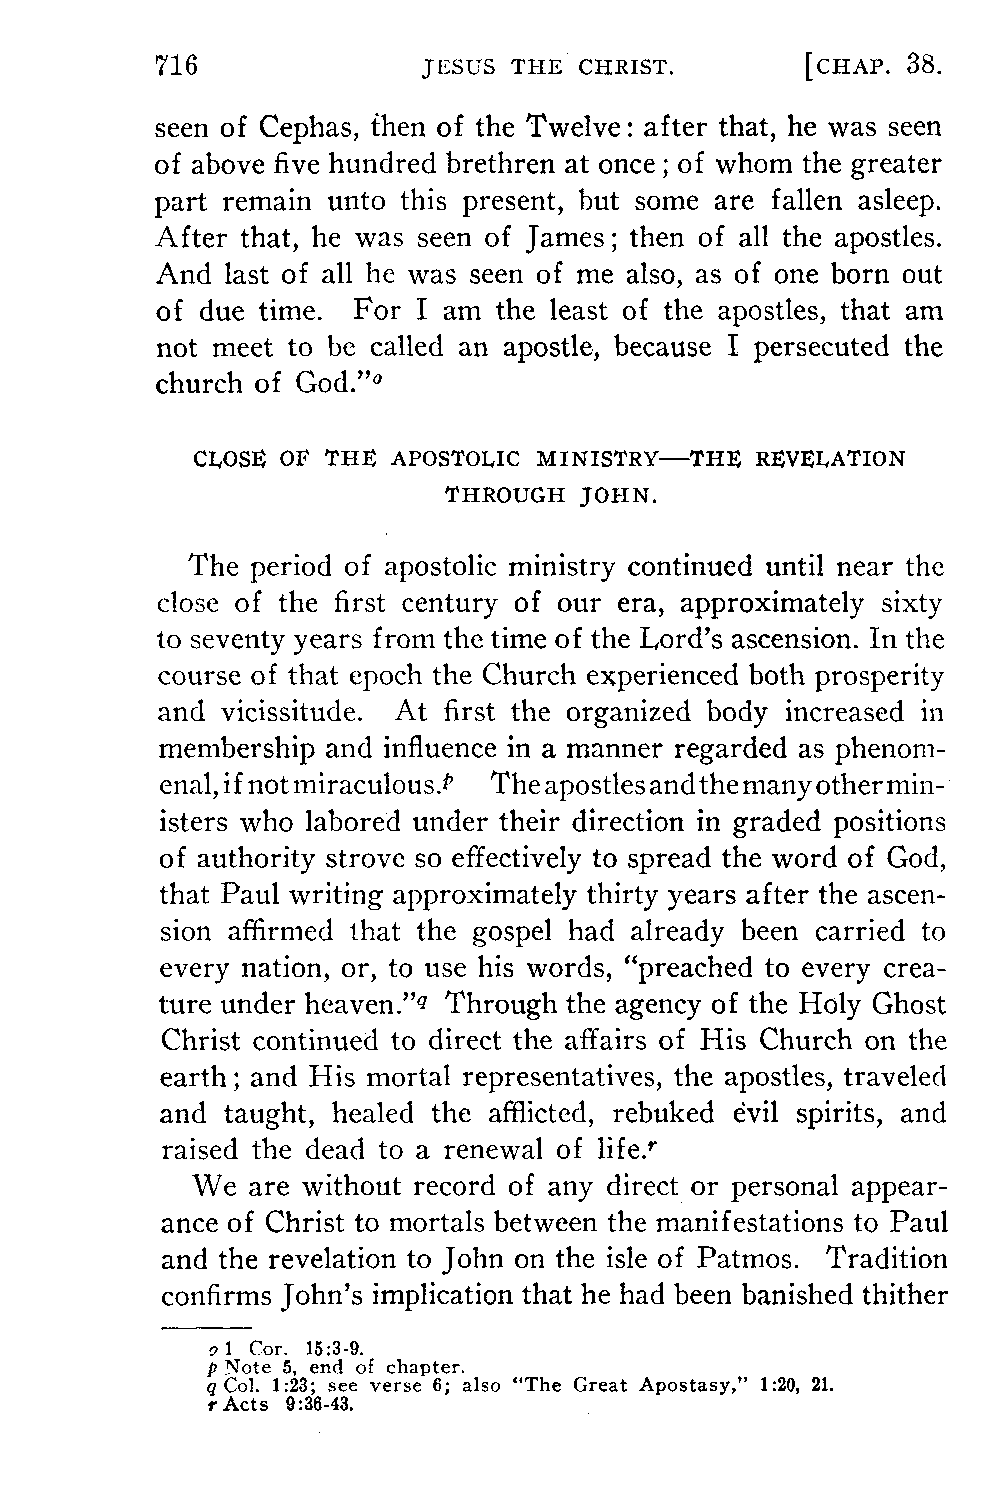 716 JESUS THE CHRIST. [CHAP. 38.
seen of Cephas, then of the Twelve: after that, he was seen
of above five hundred brethren at once; of whom the greater
part remain unto this present, but some are fallen asleep.
After that, he was seen of James; then of all the apostles.
And last of all he was seen of me also, as of one born out
of due time. For I am the least of the apostles, that am
not meet to be called an apostle, because I persecuted the
church of God."o
CLOSE OF THE APOSTOLIC MINISTRY—THE REVELATION
THROUGH JOHN.
The period of apostolic ministry continued until near the
close of the first century of our era, approximately sixty
to seventy years from the time of the Lord's ascension. In the
course of that epoch the Church experienced both prosperity
and vicissitude. At first the organized body increased in
membership and influence in a manner regarded as phenom-
enal, if not miraculous.p The apostles and the many other min-
isters who labored under their direction in graded positions
of authority strove so effectively to spread the word of God,
that Paul writing approximately thirty years after the ascen-
sion affirmed that the gospel had already been carried to
every nation, or, to use his words, "preached to every crea-
ture under heaven."q Through the agency of the Holy Ghost
Christ continued to direct the affairs of His Church on the
earth; and His mortal representatives, the apostles, traveled
and taught, healed the afflicted, rebuked evil spirits, and
raised the dead to a renewal of life.r
We are without record of any direct or personal appear-
ance of Christ to mortals between the manifestations to Paul
and the revelation to John on the isle of Patmos. Tradition
confirms John's implication that he had been banished thither
o 1 Cor. 15:3-9.
p Note 5, end of chapter.
q Col. 1:23; see verse 6; also "The Great Apostasy," 1:20, 21.
r Acts 9:36-43.